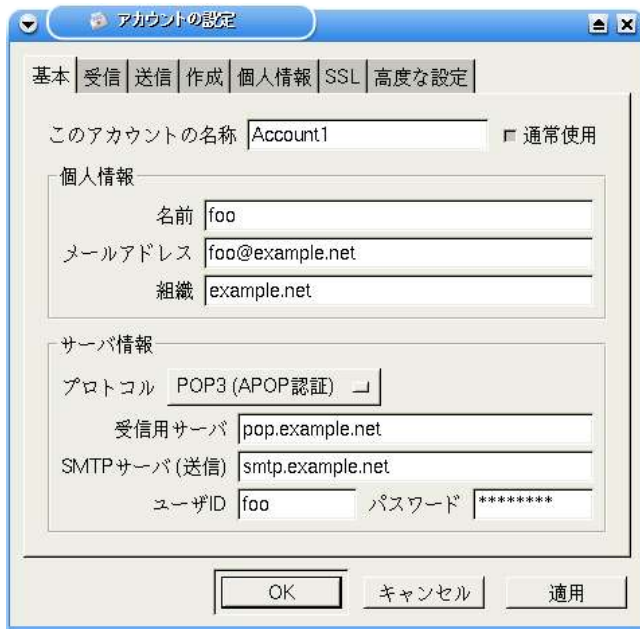 アカウントの設定
基本 受信 送信 作成 個人情報 SSL 高度な設定
このアカウントの名称 Account1 通常使用
個人情報
名前 foo
メールアドレス foo@example.net
組織 example.net
サーバ情報
プロトコル POP3 (APOP認証)
受信用サーバ pop.example.net
SMTPサーバ(送信) smtp.example.net
ユーザID foo パスワード ********
OK キャンセル 適用